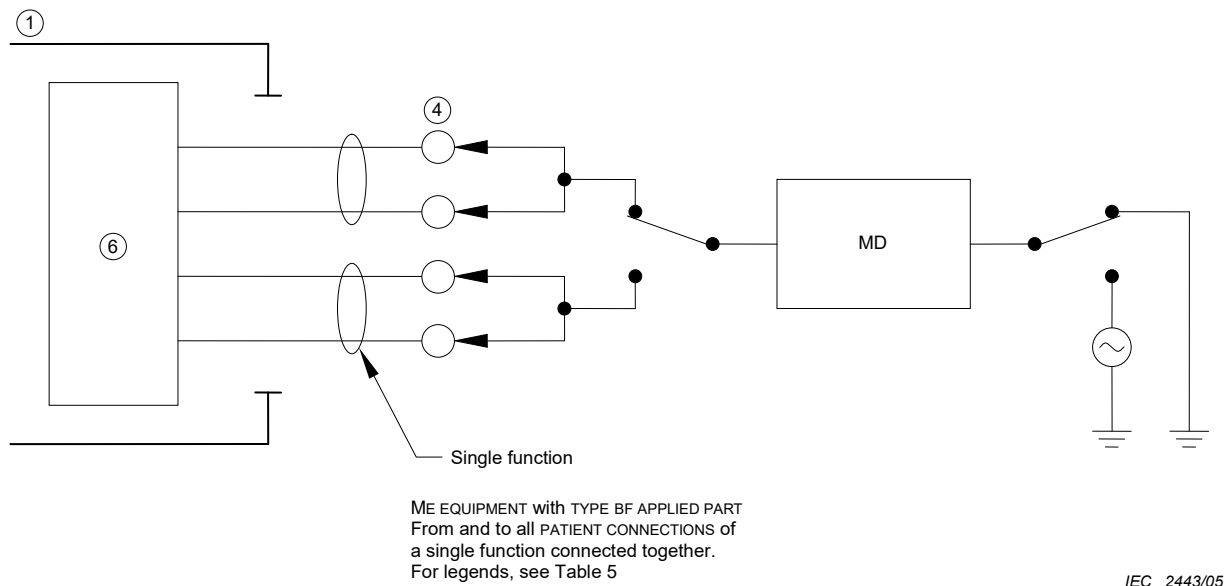 1
4
6
MD
Single function
ME EQUIPMENT with TYPE BF APPLIED PART
From and to all PATIENT CONNECTIONS of
a single function connected together.
For legends, see Table 5
IEC 2443/05